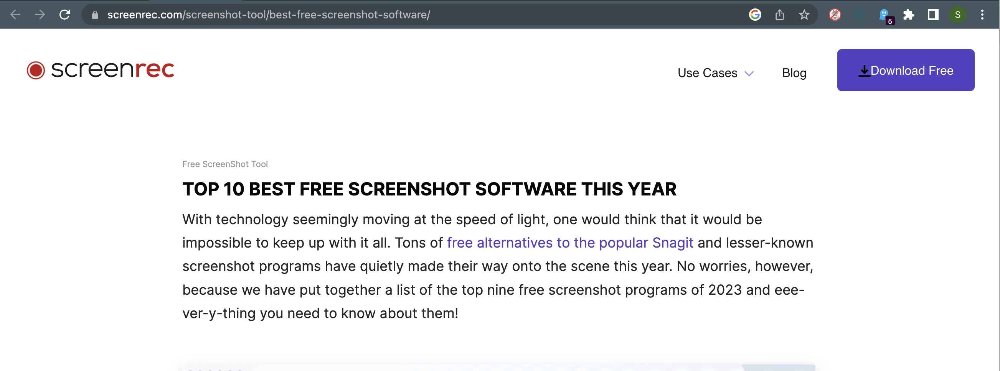 screenrec.com/screenshot-tool/best-free-screenshot-software/
5
S
screenrec
Use Cases
Blog
Download Free
Free ScreenShot Tool
TOP 10 BEST FREE SCREENSHOT SOFTWARE THIS YEAR
With technology seemingly moving at the speed of light, one would think that it would be
impossible to keep up with it all. Tons of free alternatives to the popular Snagit and lesser-known
screenshot programs have quietly made their way onto the scene this year. No worries, however,
because we have put together a list of the top nine free screenshot programs of 2023 and eee-
ver-y-thing you need to know about them!